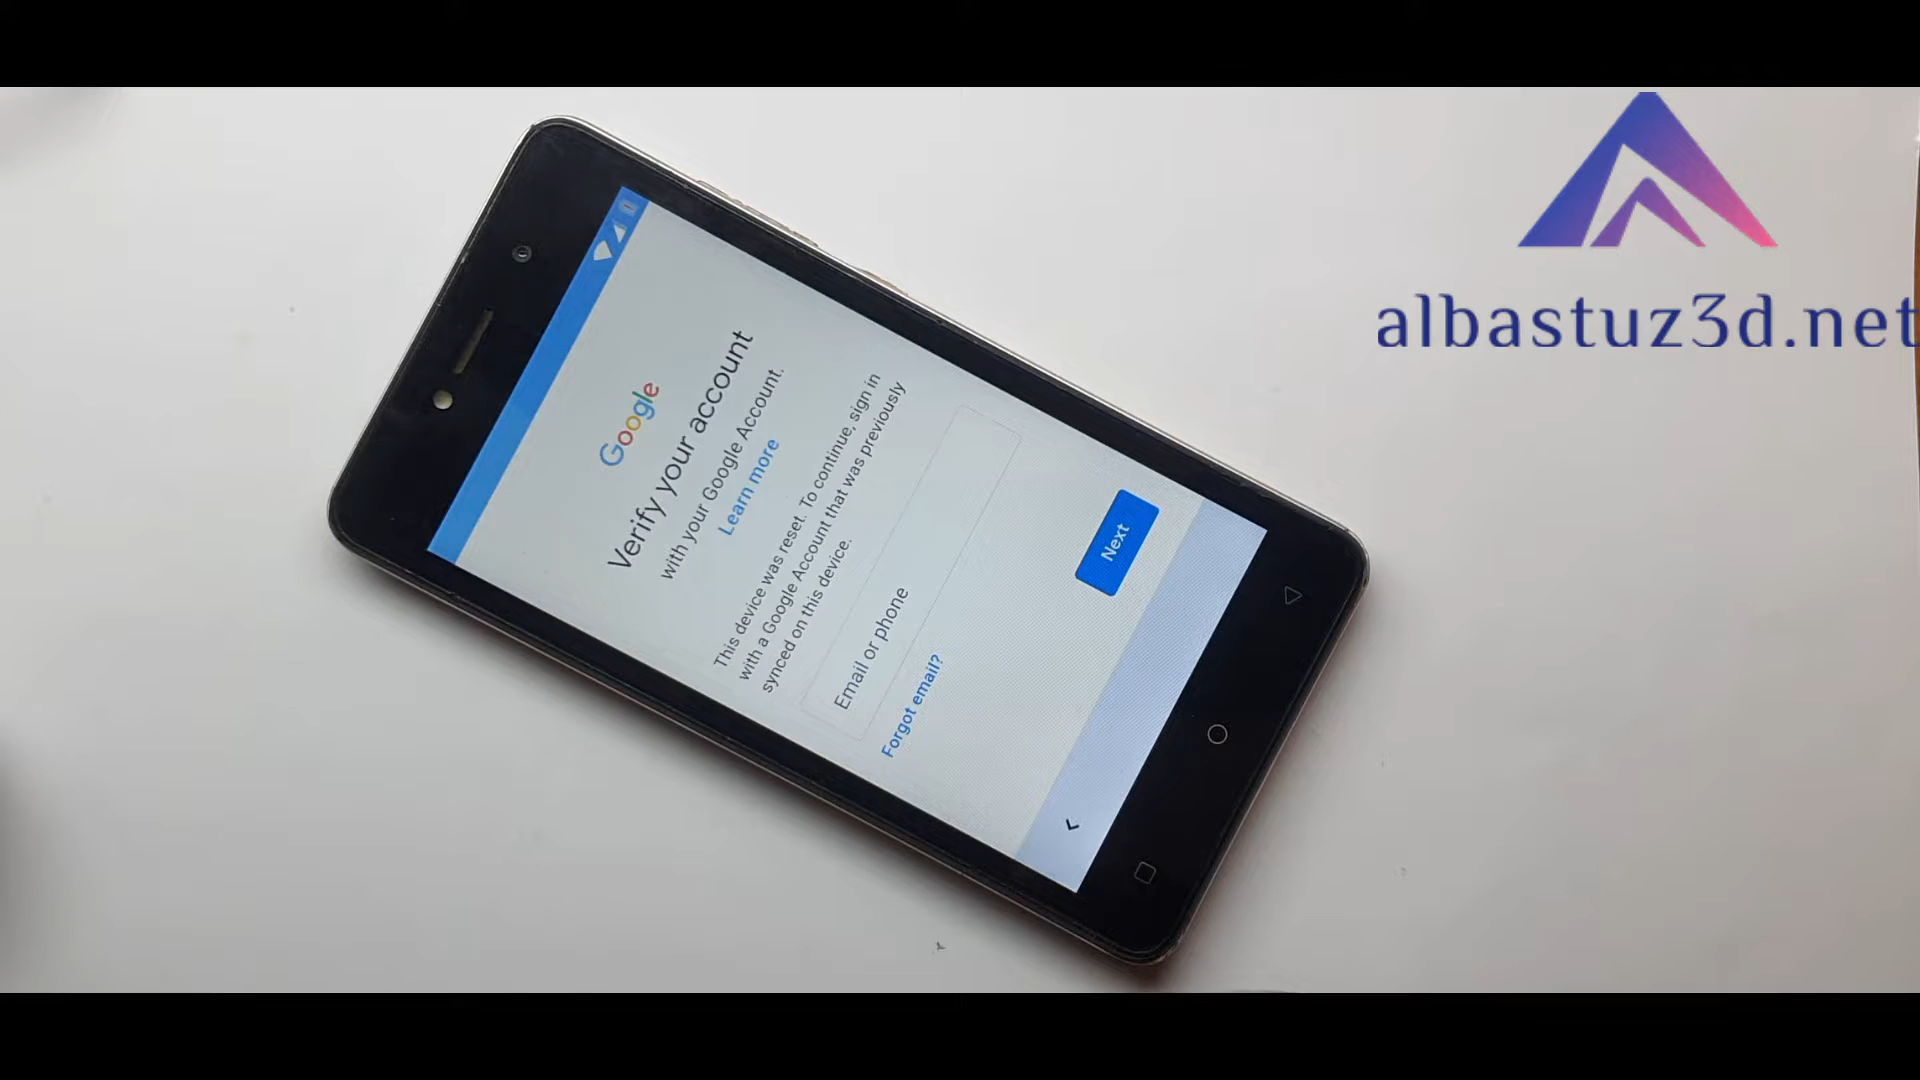 albastuz3d.net
Google
Verify your account
with your Google Account.
Learn more
This device was reset. To continue, sign in
with a Google Account that was previously
synced on this device.
Email or phone
Forgot email?
Next